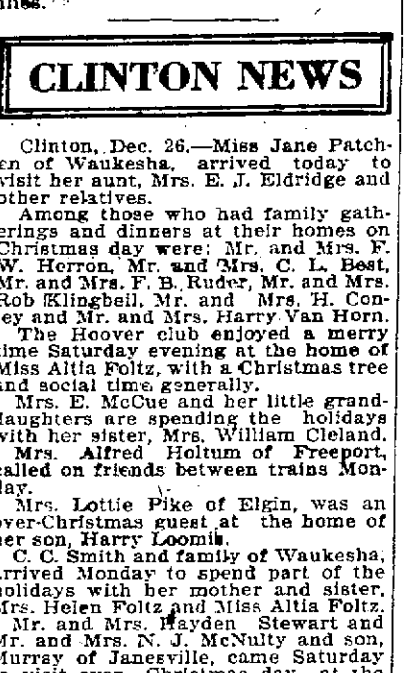 CLINTON NEWS
Clinton, Dec. 26.—Miss Jane Patch-
en of Waukesha, arrived today to
visit her aunt, Mrs. E. J. Eldridge and
other relatives.
Among those who had family gath-
erings and dinners at their homes on
Christmas day were: Mr. and Mrs. F.
W. Herron, Mr. and Mrs. C. L. Best,
Mr. and Mrs. F. B. Ruder, Mr. and Mrs.
Rob Klingbeil, Mr. and Mrs. H. Con-
ley and Mr. and Mrs. Harry Van Horn.
The Hoover club enjoyed a merry
time Saturday evening at the home of
Miss Altia Foltz, with a Christmas tree
and social time generally.
Mrs. E. McCue and her little grand-
daughters are spending the holidays
with her sister, Mrs. William Cleland.
Mrs. Alfred Holtum of Freeport,
called on friends between trains Mon-
day.
Mrs. Lottie Pike of Elgin, was an
over-Christmas guest at the home of
her son, Harry Loomis.
C. C. Smith and family of Waukesha,
arrived Monday to spend part of the
holidays with her mother and sister,
Mrs. Helen Foltz and Miss Altia Foltz.
Mr. and Mrs. Hayden Stewart and
Mr. and Mrs. N. J. McNulty and son,
Murray of Janesville, came Saturday